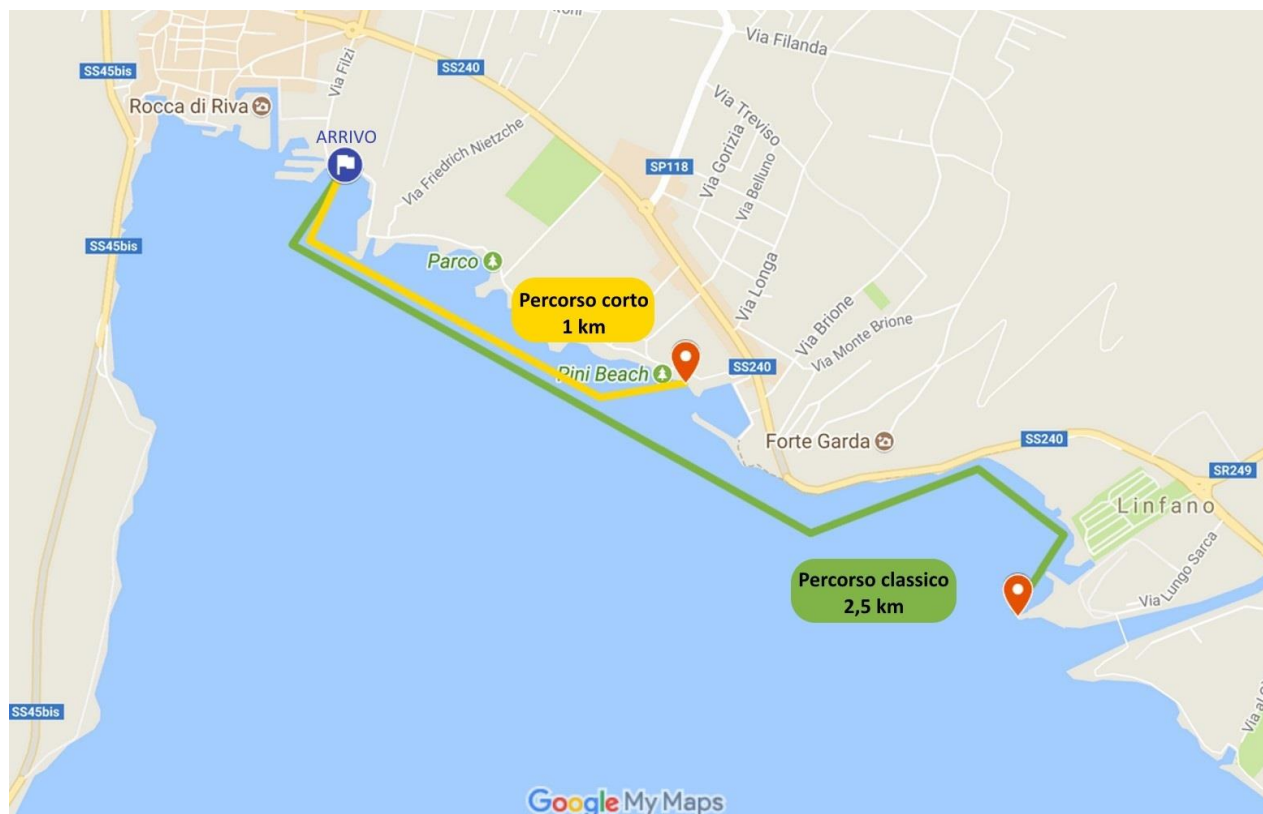 Via Filzi
Via Filanda
SS240
SS45bis
Rocca di Riva
Via Treviso
ARRIVO
Via Friedrich Nietzche
Via Gorizia
SP118
Via Belluno
SS45bis
Parco
Via Longa
Percorso corto
1 km
Via Brione
Via Monte Brione
Pini Beach
SS240
Forte Garda
SS240
SR249
Linfano
Percorso classico
2,5 km
Via Lungo Sarca
SS45bis
Google My Maps